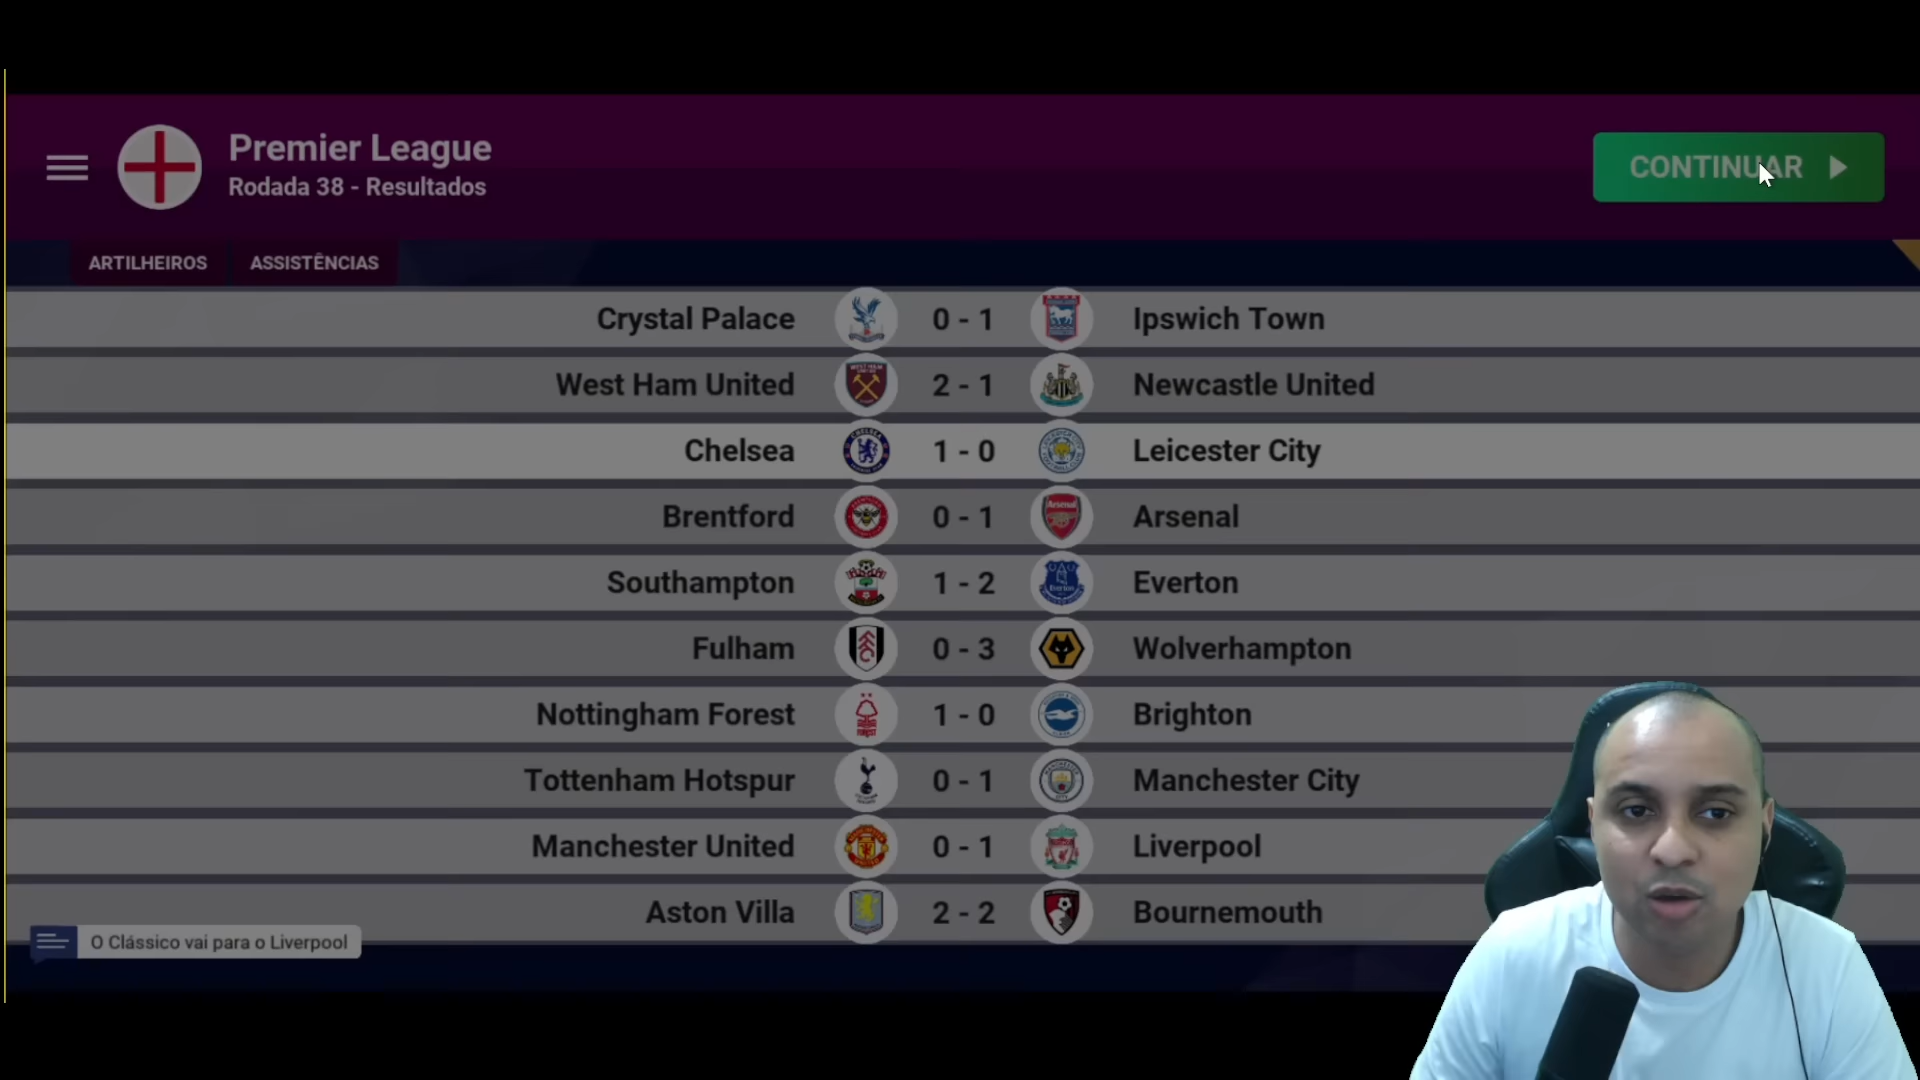 Premier League
Rodada 38 - Resultados
CONTINUAR
ARTILHEIROS ASSISTÊNCIAS
Crystal Palace 0 - 1 Ipswich Town
West Ham United 2 - 1 Newcastle United
Chelsea 1 - 0 Leicester City
Brentford 0 - 1 Arsenal
Southampton 1 - 2 Everton
Fulham 0 - 3 Wolverhampton
Nottingham Forest 1 - 0 Brighton
Tottenham Hotspur 0 - 1 Manchester City
Manchester United 0 - 1 Liverpool
Aston Villa 2 - 2 Bournemouth
O Clássico vai para o Liverpool